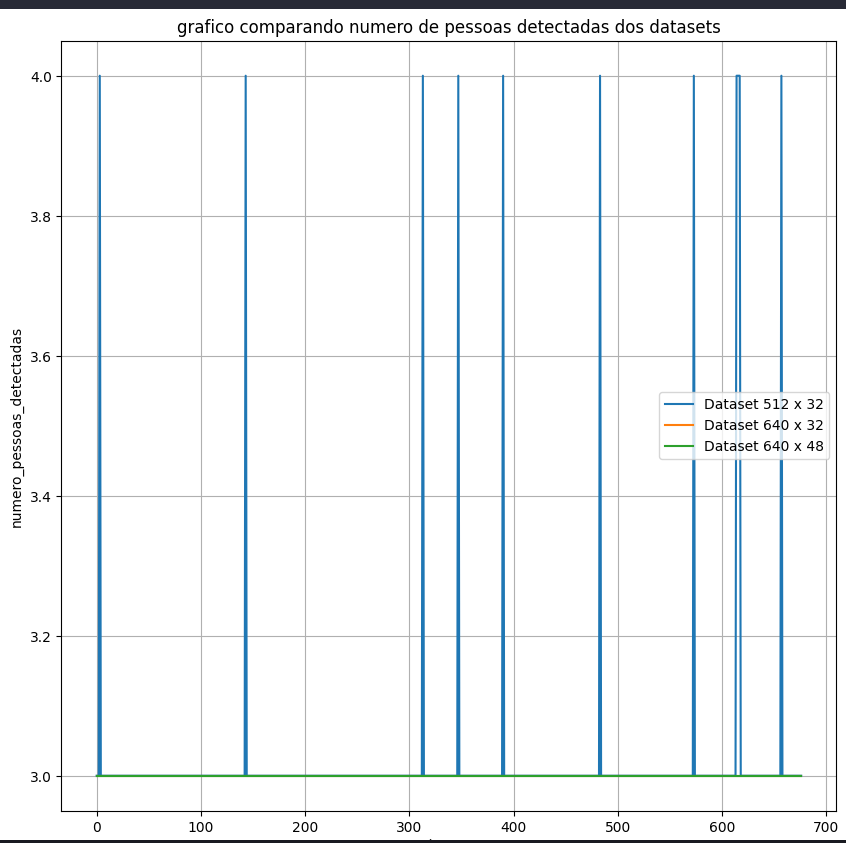 grafico comparando numero de pessoas detectadas dos datasets
4.0
3.8
3.6
3.4
3.2
3.0
numero_pessoas_detectadas
Dataset 512 x 32
Dataset 640 x 32
Dataset 640 x 48
0 100 200 300 400 500 600 700